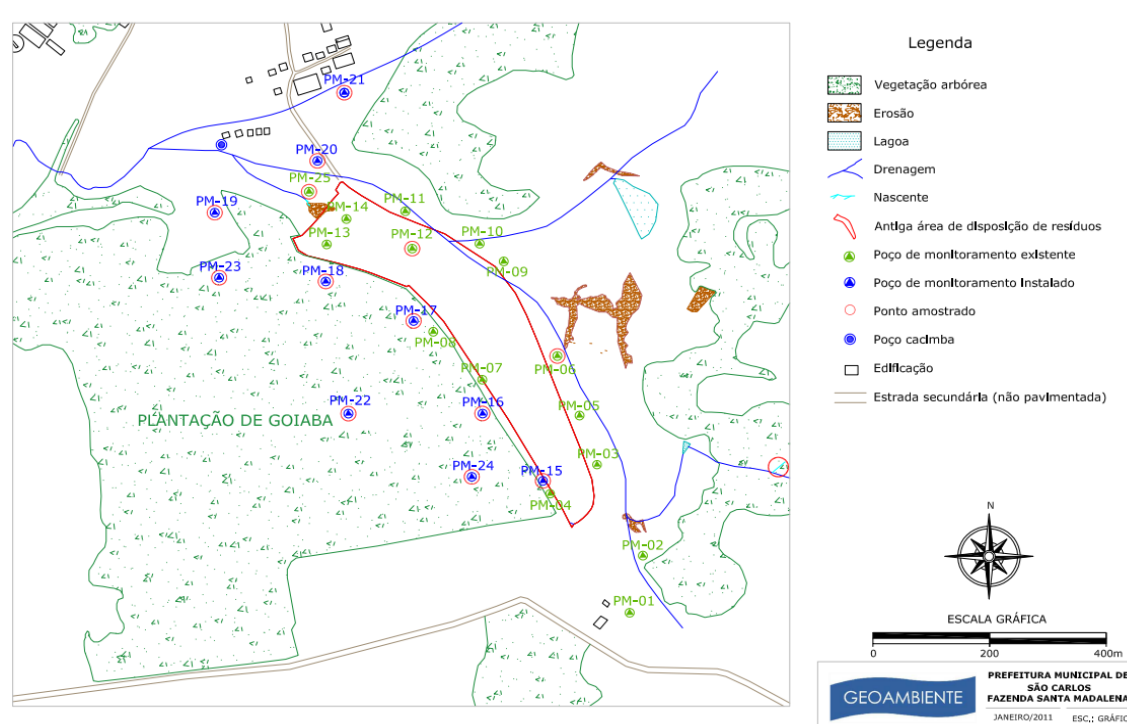 PM-21
PM-20
PM-25
PM-19
PM-14
PM-11
PM-13
PM-12
PM-10
PM-09
PM-23
PM-18
PM-17
PM-08
PM-07
PM-06
PM-22
PM-16
PM-05
PLANTAÇÃO DE GOIABA
PM-24
PM-15
PM-03
PM-04
PM-02
PM-01
Legenda
Vegetação arbórea
Erosão
Lagoa
Drenagem
Nascente
Antiga área de disposição de resíduos
Poço de monitoramento existente
Poço de monitoramento Instalado
Ponto amostrado
Poço cacimba
Edificação
Estrada secundária (não pavimentada)
N
ESCALA GRÁFICA
0 200 400m
GEOAMBIENTE
PREFEITURA MUNICIPAL DE
SÃO CARLOS
FAZENDA SANTA MADALENA
JANEIRO/2011 ESC.: GRÁFIC